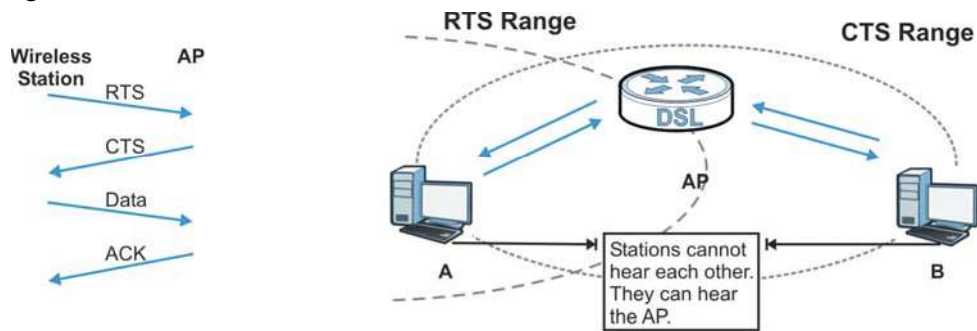 RTS Range
CTS Range
Wireless
Station
AP
RTS
CTS
Data
ACK
DSL
AP
A
B
Stations cannot
hear each other.
They can hear
the AP.